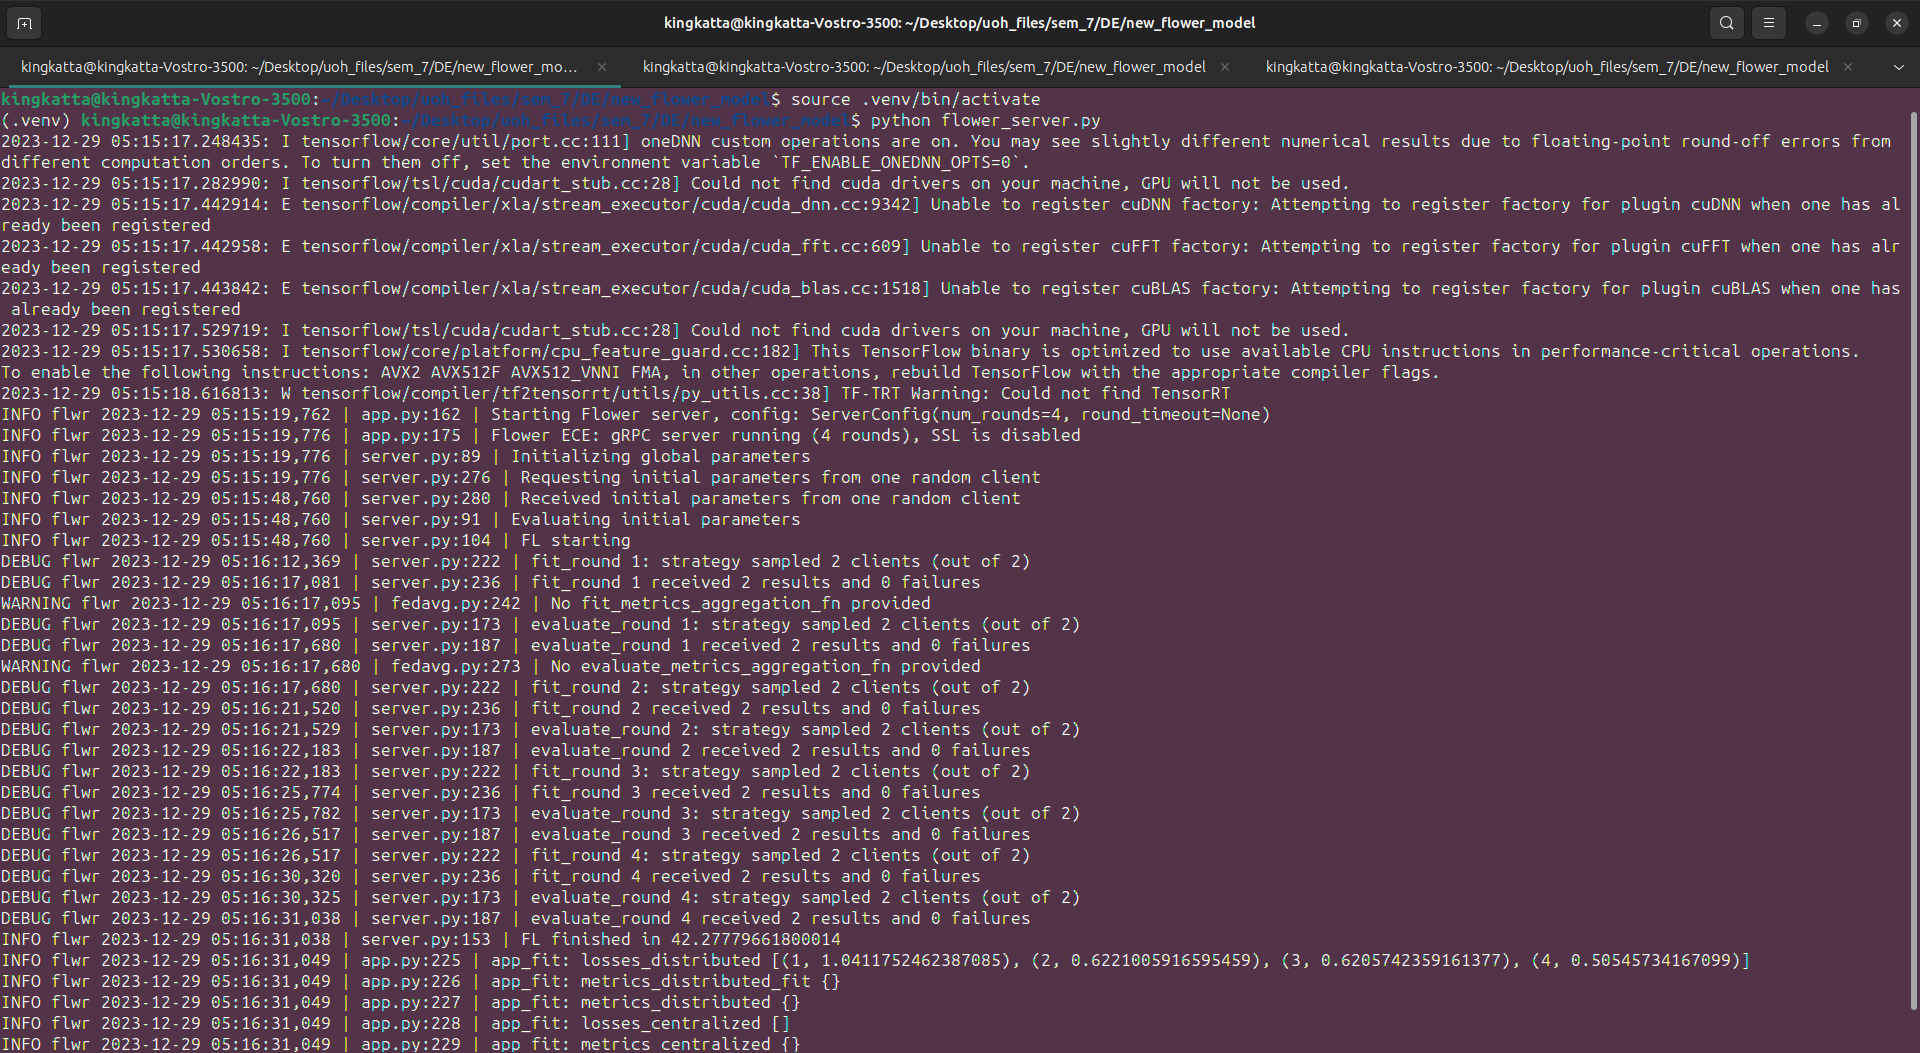 kingkatta@kingkatta-Vostro-3500: ~/Desktop/uoh_files/sem_7/DE/new_flower_model
kingkatta@kingkatta-Vostro-3500: ~/Desktop/uoh_files/sem_7/DE/new_flower_mo...
kingkatta@kingkatta-Vostro-3500: ~/Desktop/uoh_files/sem_7/DE/new_flower_model
kingkatta@kingkatta-Vostro-3500: ~/Desktop/uoh_files/sem_7/DE/new_flower_model
kingkatta@kingkatta-Vostro-3500:~/Desktop/uoh_files/sem_7/DE/new_flower_model$ source .venv/bin/activate
(.venv) kingkatta@kingkatta-Vostro-3500:~/Desktop/uoh_files/sem_7/DE/new_flower_model$ python flower_server.py
2023-12-29 05:15:17.248435: I tensorflow/core/util/port.cc:111] oneDNN custom operations are on. You may see slightly different numerical results due to floating-point round-off errors from
different computation orders. To turn them off, set the environment variable `TF_ENABLE_ONEDNN_OPTS=0`.
2023-12-29 05:15:17.282990: I tensorflow/tsl/cuda/cudart_stub.cc:28] Could not find cuda drivers on your machine, GPU will not be used.
2023-12-29 05:15:17.442914: E tensorflow/compiler/xla/stream_executor/cuda/cuda_dnn.cc:9342] Unable to register cuDNN factory: Attempting to register factory for plugin cuDNN when one has al
ready been registered
2023-12-29 05:15:17.442958: E tensorflow/compiler/xla/stream_executor/cuda/cuda_fft.cc:609] Unable to register cuFFT factory: Attempting to register factory for plugin cuFFT when one has alr
eady been registered
2023-12-29 05:15:17.443842: E tensorflow/compiler/xla/stream_executor/cuda/cuda_blas.cc:1518] Unable to register cuBLAS factory: Attempting to register factory for plugin cuBLAS when one has
 already been registered
2023-12-29 05:15:17.529719: I tensorflow/tsl/cuda/cudart_stub.cc:28] Could not find cuda drivers on your machine, GPU will not be used.
2023-12-29 05:15:17.530658: I tensorflow/core/platform/cpu_feature_guard.cc:182] This TensorFlow binary is optimized to use available CPU instructions in performance-critical operations.
To enable the following instructions: AVX2 AVX512F AVX512_VNNI FMA, in other operations, rebuild TensorFlow with the appropriate compiler flags.
2023-12-29 05:15:18.616813: W tensorflow/compiler/tf2tensorrt/utils/py_utils.cc:38] TF-TRT Warning: Could not find TensorRT
INFO flwr 2023-12-29 05:15:19,762 | app.py:162 | Starting Flower server, config: ServerConfig(num_rounds=4, round_timeout=None)
INFO flwr 2023-12-29 05:15:19,776 | app.py:175 | Flower ECE: gRPC server running (4 rounds), SSL is disabled
INFO flwr 2023-12-29 05:15:19,776 | server.py:89 | Initializing global parameters
INFO flwr 2023-12-29 05:15:19,776 | server.py:276 | Requesting initial parameters from one random client
INFO flwr 2023-12-29 05:15:48,760 | server.py:280 | Received initial parameters from one random client
INFO flwr 2023-12-29 05:15:48,760 | server.py:91 | Evaluating initial parameters
INFO flwr 2023-12-29 05:15:48,760 | server.py:104 | FL starting
DEBUG flwr 2023-12-29 05:16:12,369 | server.py:222 | fit_round 1: strategy sampled 2 clients (out of 2)
DEBUG flwr 2023-12-29 05:16:17,081 | server.py:236 | fit_round 1 received 2 results and 0 failures
WARNING flwr 2023-12-29 05:16:17,095 | fedavg.py:242 | No fit_metrics_aggregation_fn provided
DEBUG flwr 2023-12-29 05:16:17,095 | server.py:173 | evaluate_round 1: strategy sampled 2 clients (out of 2)
DEBUG flwr 2023-12-29 05:16:17,680 | server.py:187 | evaluate_round 1 received 2 results and 0 failures
WARNING flwr 2023-12-29 05:16:17,680 | fedavg.py:273 | No evaluate_metrics_aggregation_fn provided
DEBUG flwr 2023-12-29 05:16:17,680 | server.py:222 | fit_round 2: strategy sampled 2 clients (out of 2)
DEBUG flwr 2023-12-29 05:16:21,520 | server.py:236 | fit_round 2 received 2 results and 0 failures
DEBUG flwr 2023-12-29 05:16:21,529 | server.py:173 | evaluate_round 2: strategy sampled 2 clients (out of 2)
DEBUG flwr 2023-12-29 05:16:22,183 | server.py:187 | evaluate_round 2 received 2 results and 0 failures
DEBUG flwr 2023-12-29 05:16:22,183 | server.py:222 | fit_round 3: strategy sampled 2 clients (out of 2)
DEBUG flwr 2023-12-29 05:16:25,774 | server.py:236 | fit_round 3 received 2 results and 0 failures
DEBUG flwr 2023-12-29 05:16:25,782 | server.py:173 | evaluate_round 3: strategy sampled 2 clients (out of 2)
DEBUG flwr 2023-12-29 05:16:26,517 | server.py:187 | evaluate_round 3 received 2 results and 0 failures
DEBUG flwr 2023-12-29 05:16:26,517 | server.py:222 | fit_round 4: strategy sampled 2 clients (out of 2)
DEBUG flwr 2023-12-29 05:16:30,320 | server.py:236 | fit_round 4 received 2 results and 0 failures
DEBUG flwr 2023-12-29 05:16:30,325 | server.py:173 | evaluate_round 4: strategy sampled 2 clients (out of 2)
DEBUG flwr 2023-12-29 05:16:31,038 | server.py:187 | evaluate_round 4 received 2 results and 0 failures
INFO flwr 2023-12-29 05:16:31,038 | server.py:153 | FL finished in 42.27779661800014
INFO flwr 2023-12-29 05:16:31,049 | app.py:225 | app_fit: losses_distributed [(1, 1.0411752462387085), (2, 0.6221005916595459), (3, 0.6205742359161377), (4, 0.50545734167099)]
INFO flwr 2023-12-29 05:16:31,049 | app.py:226 | app_fit: metrics_distributed_fit {}
INFO flwr 2023-12-29 05:16:31,049 | app.py:227 | app_fit: metrics_distributed {}
INFO flwr 2023-12-29 05:16:31,049 | app.py:228 | app_fit: losses_centralized []
INFO flwr 2023-12-29 05:16:31,049 | app.py:229 | app_fit: metrics_centralized {}